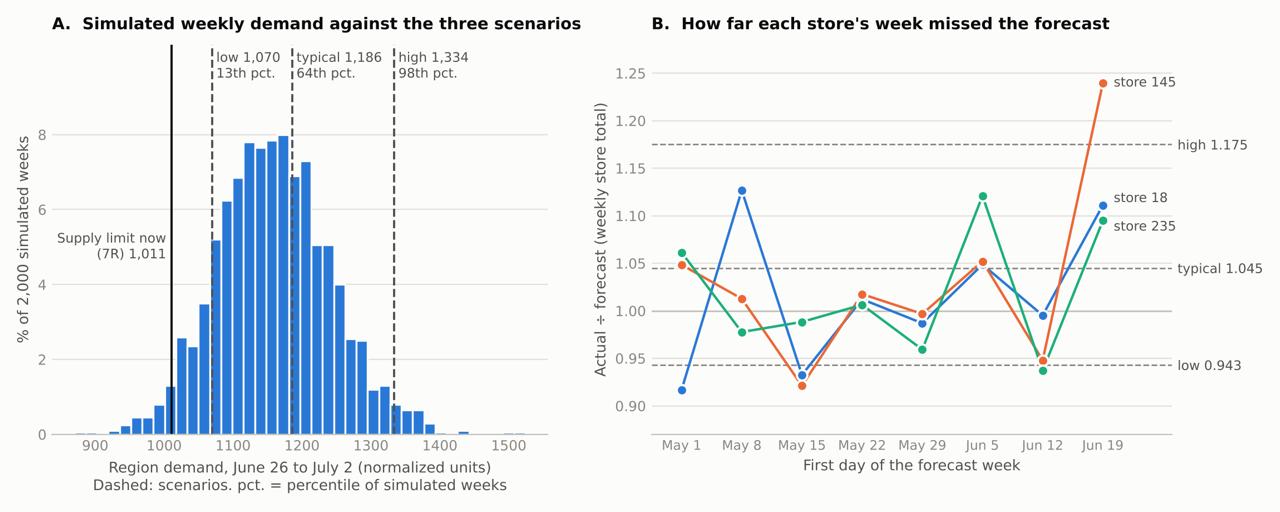 A.  Simulated weekly demand against the three scenarios
low 1,070
13th pct.
typical 1,186
64th pct.
high 1,334
98th pct.
Supply limit now
(7R) 1,011
% of 2,000 simulated weeks
8
6
4
2
0
900 1000 1100 1200 1300 1400 1500
Region demand, June 26 to July 2 (normalized units)
Dashed: scenarios. pct. = percentile of simulated weeks
B.  How far each store's week missed the forecast
Actual ÷ forecast (weekly store total)
1.25
1.20
1.15
1.10
1.05
1.00
0.95
0.90
store 145
high 1.175
store 18
store 235
typical 1.045
low 0.943
May 1 May 8 May 15 May 22 May 29 Jun 5 Jun 12 Jun 19
First day of the forecast week